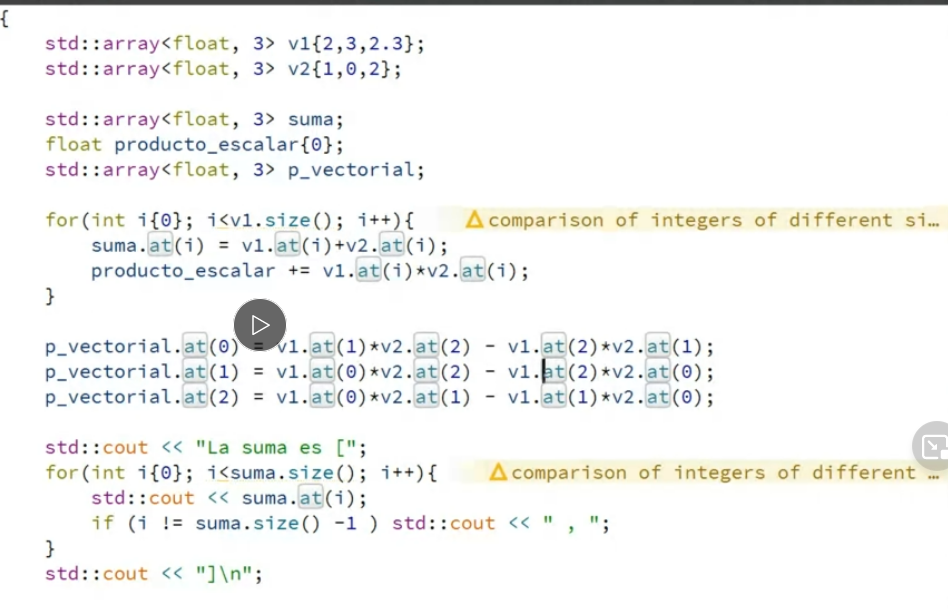 {
    std::array<float, 3> v1{2,3,2.3};
    std::array<float, 3> v2{1,0,2};

    std::array<float, 3> suma;
    float producto_escalar{0};
    std::array<float, 3> p_vectorial;

    for(int i{0}; i<v1.size(); i++){ comparison of integers of different si…
        suma.at(i) = v1.at(i)+v2.at(i);
        producto_escalar += v1.at(i)*v2.at(i);
    }

    p_vectorial.at(0) = v1.at(1)*v2.at(2) - v1.at(2)*v2.at(1);
    p_vectorial.at(1) = v1.at(0)*v2.at(2) - v1.at(2)*v2.at(0);
    p_vectorial.at(2) = v1.at(0)*v2.at(1) - v1.at(1)*v2.at(0);

    std::cout << "La suma es [";
    for(int i{0}; i<suma.size(); i++){ comparison of integers of different …
        std::cout << suma.at(i);
        if (i != suma.size() -1 ) std::cout << " , ";
    }
    std::cout << "]\n";